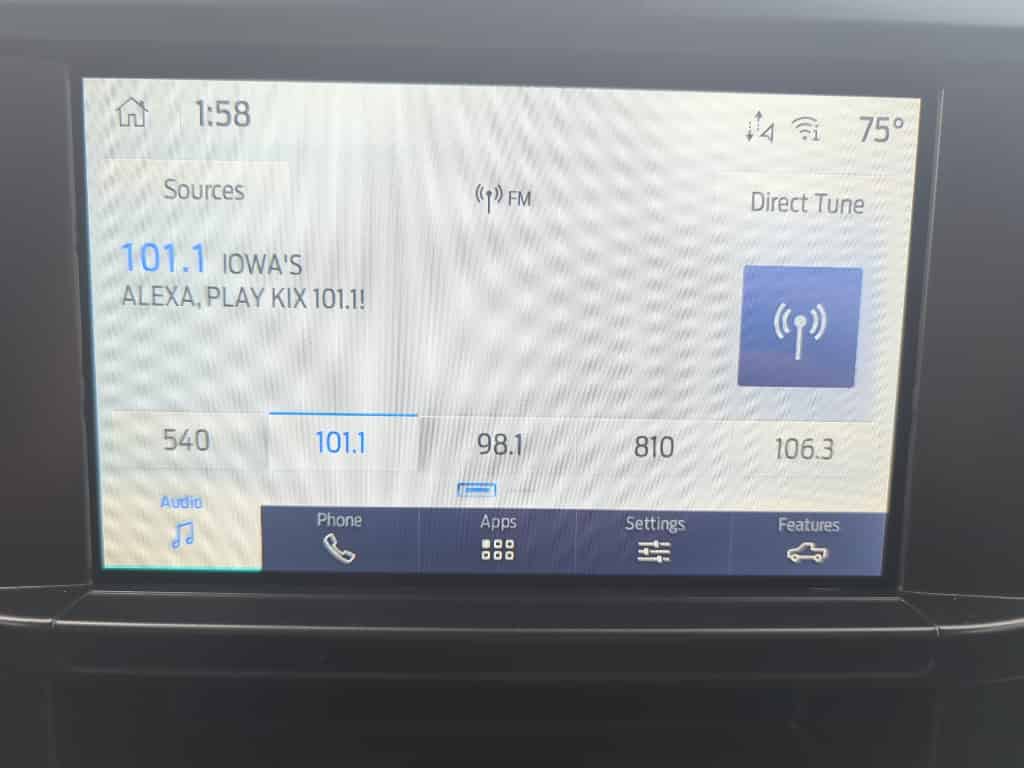 1:58
75°
Sources
FM
Direct Tune
101.1 IOWA'S
ALEXA, PLAY KIX 101.1!
540 101.1 98.1 810 106.3
Audio Phone Apps Settings Features